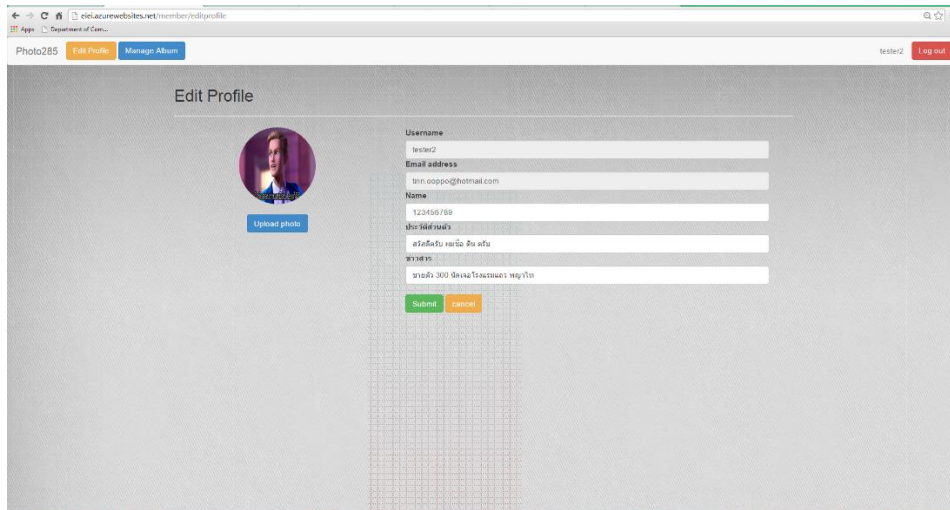 eiei.azurewebsites.net/member/editprofile
Apps Department of Com...
Photo285 Edit Profile Manage Album tester2 Log out
Edit Profile
Username
tester2
Email address
tinn.ooppo@hotmail.com
Name
123456789
Upload photo
ประวัติส่วนตัว
สวัสดีครับ ผมชื่อ ติน ครับ
ข่าวสาร
ขายตัว 300 นัดเจอโรงแรมแถว พญาไท
Submit cancel